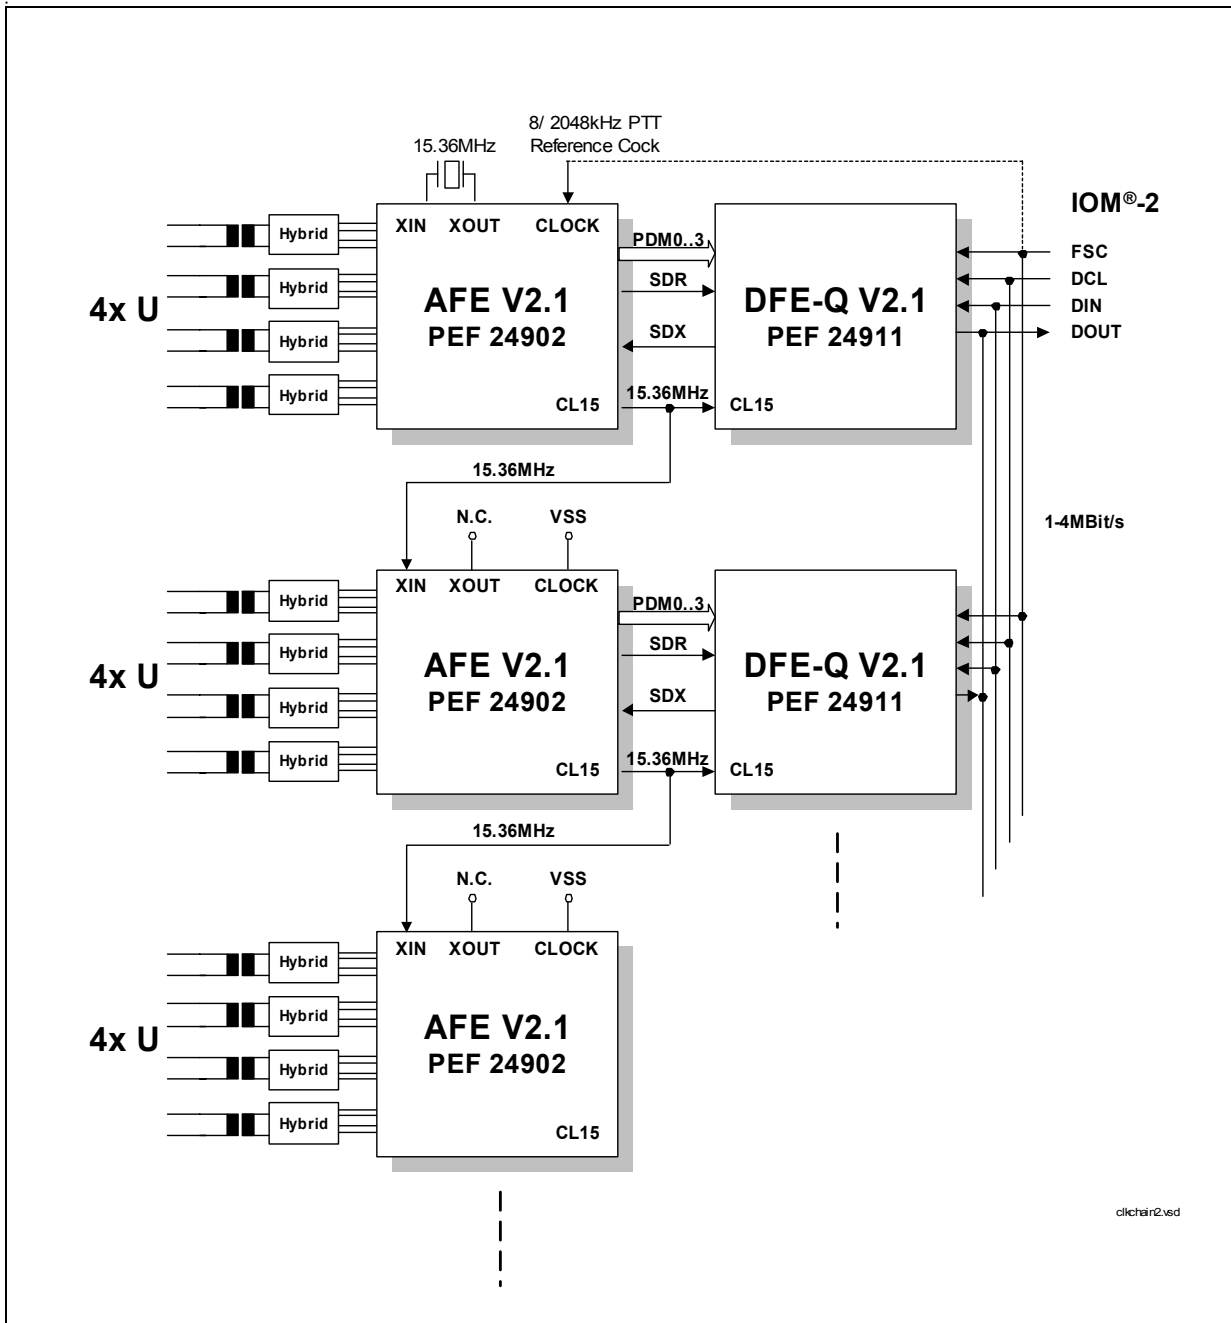 8/ 2048kHz PTT
Reference Cock
15.36MHz
IOM®-2
XIN XOUT CLOCK
Hybrid
PDM0..3
FSC
Hybrid
SDR
DCL
4x U
AFE V2.1
DFE-Q V2.1
DIN
PEF 24902
PEF 24911
DOUT
Hybrid
SDX
Hybrid
15.36MHz
CL15
CL15
15.36MHz
N.C.
VSS
1-4MBit/s
XIN XOUT CLOCK
Hybrid
PDM0..3
Hybrid
SDR
4x U
AFE V2.1
DFE-Q V2.1
PEF 24902
PEF 24911
Hybrid
SDX
Hybrid
15.36MHz
CL15
CL15
15.36MHz
N.C.
VSS
XIN XOUT CLOCK
Hybrid
Hybrid
4x U
AFE V2.1
PEF 24902
Hybrid
Hybrid
CL15
clkchain2.vsd